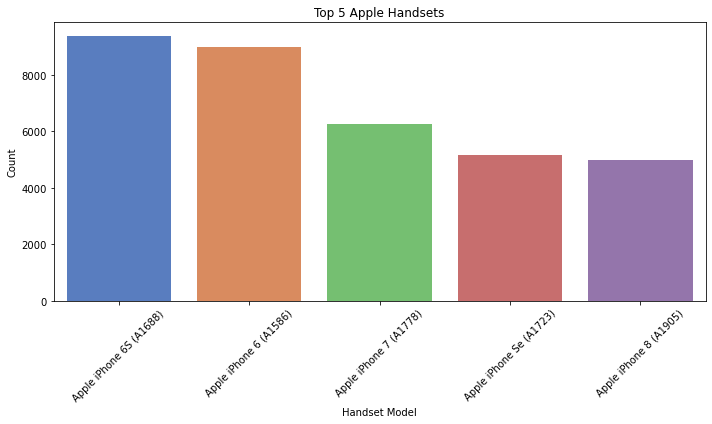 Top 5 Apple Handsets
Count
8000
6000
4000
2000
0
Apple iPhone 6S (A1688)
Apple iPhone 6 (A1586)
Apple iPhone 7 (A1778)
Apple iPhone Se (A1723)
Apple iPhone 8 (A1905)
Handset Model